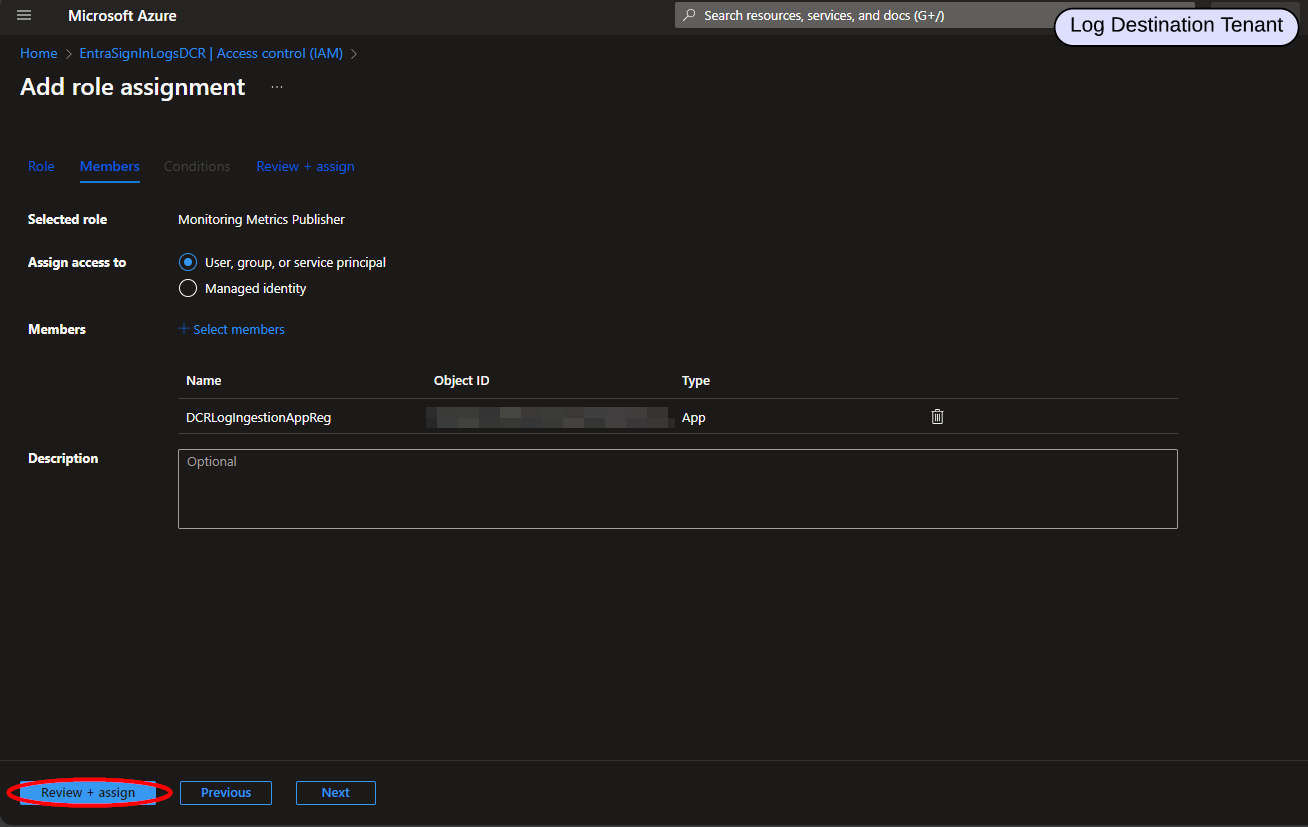 Microsoft Azure
Search resources, services, and docs (G+/)
Log Destination Tenant
Home > EntraSignInLogsDCR | Access control (IAM) >
Add role assignment ...
Role Members Conditions Review + assign
Selected role Monitoring Metrics Publisher
Assign access to User, group, or service principal
Managed identity
Members + Select members
Name Object ID Type
DCRLogIngestionAppReg App
Description Optional
Review + assign Previous Next